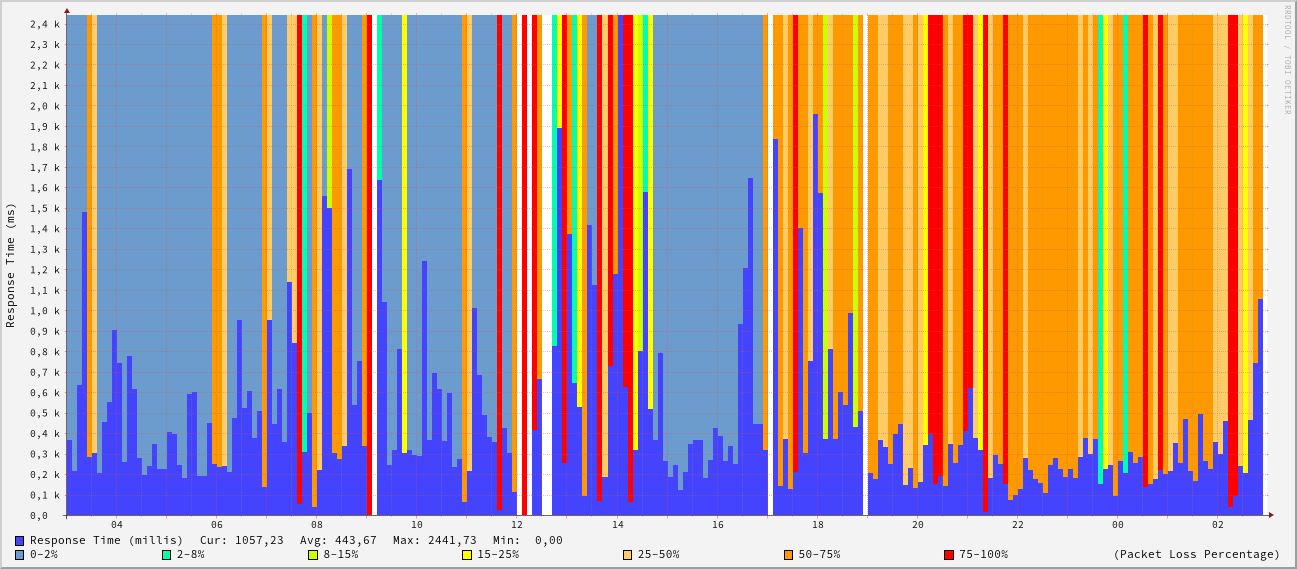 RRDTOOL / TOBI OETIKER
Response Time (ms)
2,4 k
2,3 k
2,2 k
2,1 k
2,0 k
1,9 k
1,8 k
1,7 k
1,6 k
1,5 k
1,4 k
1,3 k
1,2 k
1,1 k
1,0 k
0,9 k
0,8 k
0,7 k
0,6 k
0,5 k
0,4 k
0,3 k
0,2 k
0,1 k
0,0
04 06 08 10 12 14 16 18 20 22 00 02
Response Time (millis) Cur: 1057,23 Avg: 443,67 Max: 2441,73 Min: 0,00
0-2% 2-8% 8-15% 15-25% 25-50% 50-75% 75-100% (Packet Loss Percentage)